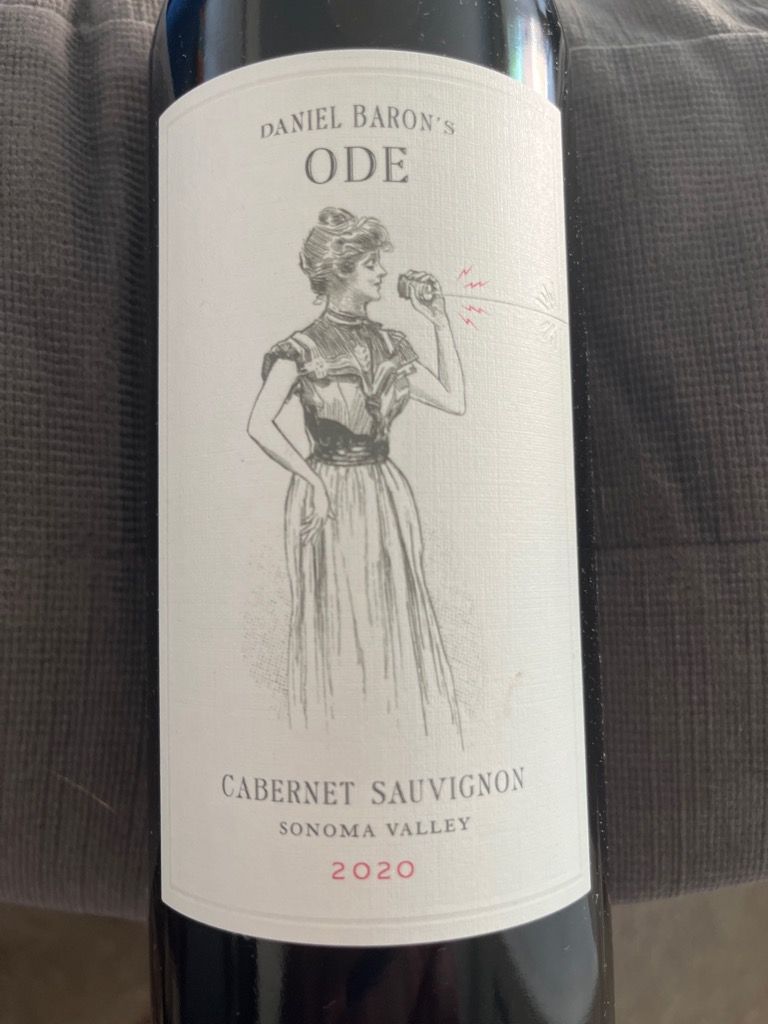 DANIEL BARON'S
ODE
CABERNET SAUVIGNON
SONOMA VALLEY
2020